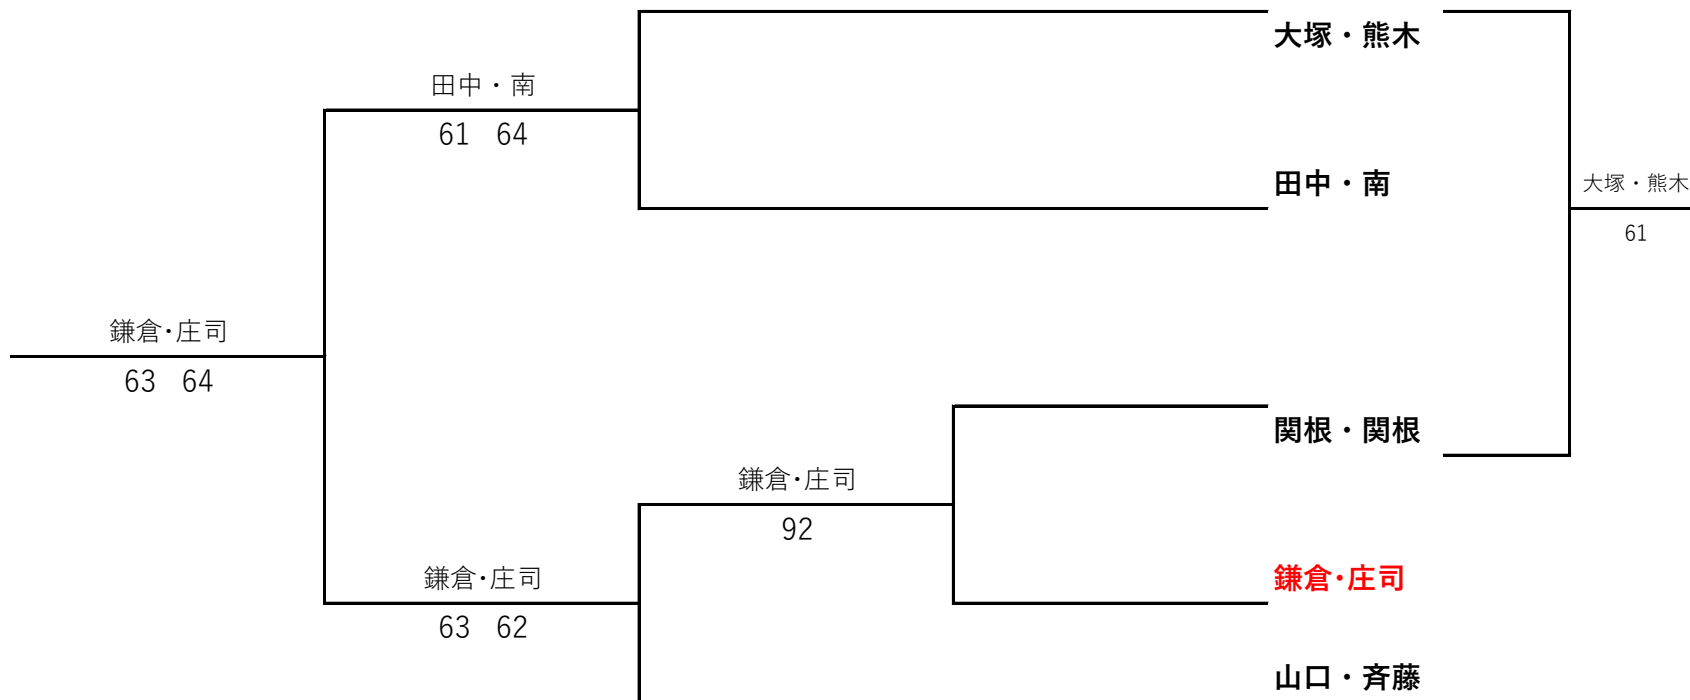 大塚・熊木
田中・南
61 64
田中・南
大塚・熊木
61
鎌倉・庄司
63 64
関根・関根
鎌倉・庄司
92
鎌倉・庄司
63 62
鎌倉・庄司
山口・斉藤